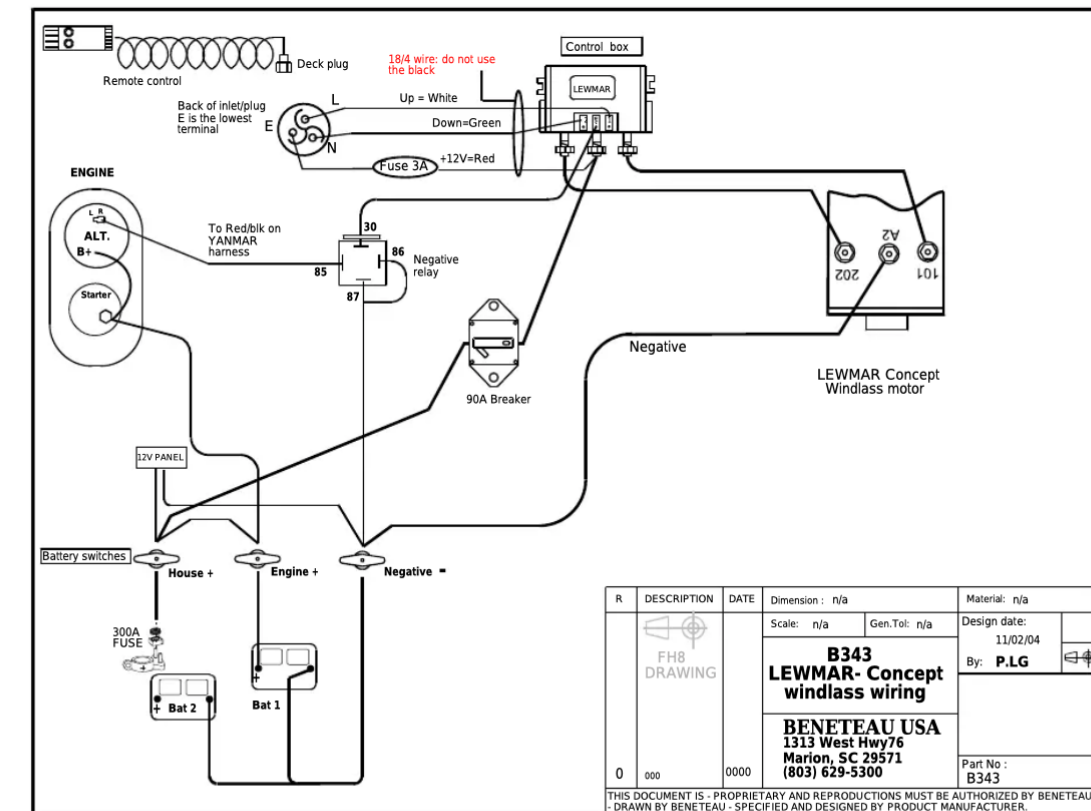 Remote control
Deck plug
18/4 wire: do not use
the black
Control box
LEWMAR
Back of inlet/plug
E is the lowest
terminal
L
E
N
Up = White
Down=Green
Fuse 3A
+12V=Red
ENGINE
L R
ALT.
B+
Starter
To Red/blk on
YANMAR
harness
30
86
85
87
Negative
relay
90A Breaker
202
A2
101
Negative
LEWMAR Concept
Windlass motor
12V PANEL
Battery switches
House +
Engine +
Negative -
300A
FUSE
+
Bat 2
+
Bat 1
+
R
DESCRIPTION
DATE
Dimension : n/a
Material: n/a
Scale: n/a
Gen.Tol: n/a
Design date:
11/02/04
By: P.LG
FH8
DRAWING
B343
LEWMAR- Concept
windlass wiring
BENETEAU USA
1313 West Hwy76
Marion, SC 29571
(803) 629-5300
Part No :
B343
0
000
0000
THIS DOCUMENT IS - PROPRIETARY AND REPRODUCTIONS MUST BE AUTHORIZED BY BENETEAU
- DRAWN BY BENETEAU - SPECIFIED AND DESIGNED BY PRODUCT MANUFACTURER.